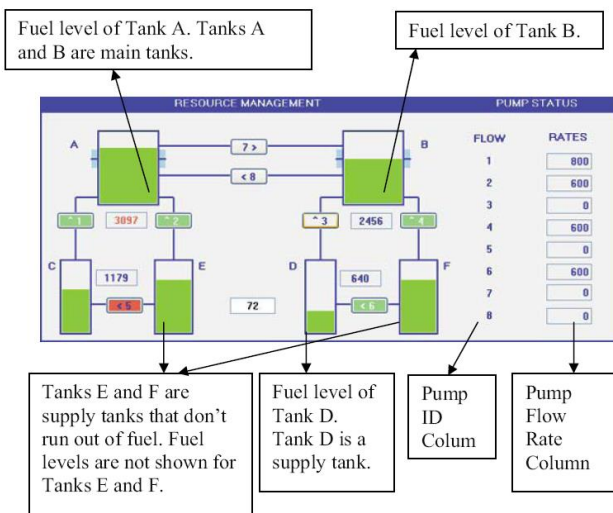 Fuel level of Tank A. Tanks A
and B are main tanks.
Fuel level of Tank B.
RESOURCE MANAGEMENT
PUMP STATUS
A
B
7 >
< 8
FLOW
RATES
1 800
2 600
3 0
4 600
5 0
6 600
7 0
8 0
^ 1
3097
^ 2
^ 3
2456
^ 4
C
1179
E
D
640
F
< 5
72
< 6
Tanks E and F are
supply tanks that don’t
run out of fuel. Fuel
levels are not shown for
Tanks E and F.
Fuel level of
Tank D.
Tank D is a
supply tank.
Pump
ID
Colum
Pump
Flow
Rate
Column